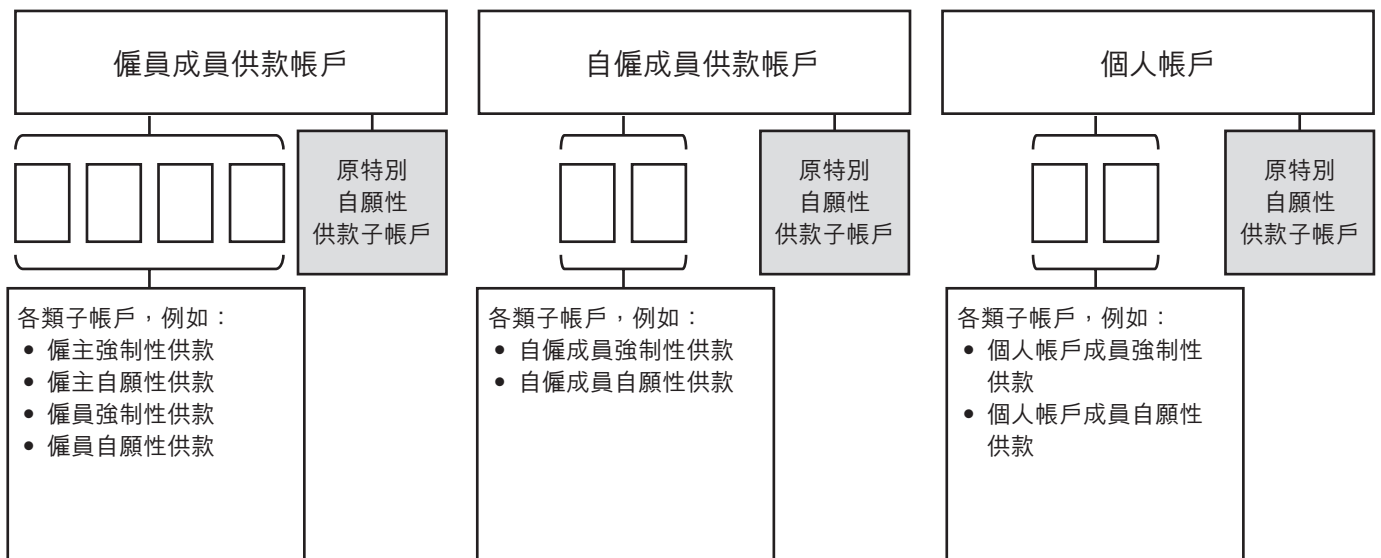 僱員成員供款帳戶
原特別
自願性
供款子帳戶
各類子帳戶，例如：
• 僱主強制性供款
• 僱主自願性供款
• 僱員強制性供款
• 僱員自願性供款
自僱成員供款帳戶
原特別
自願性
供款子帳戶
各類子帳戶，例如：
• 自僱成員強制性供款
• 自僱成員自願性供款
個人帳戶
原特別
自願性
供款子帳戶
各類子帳戶，例如：
• 個人帳戶成員強制性
供款
• 個人帳戶成員自願性
供款